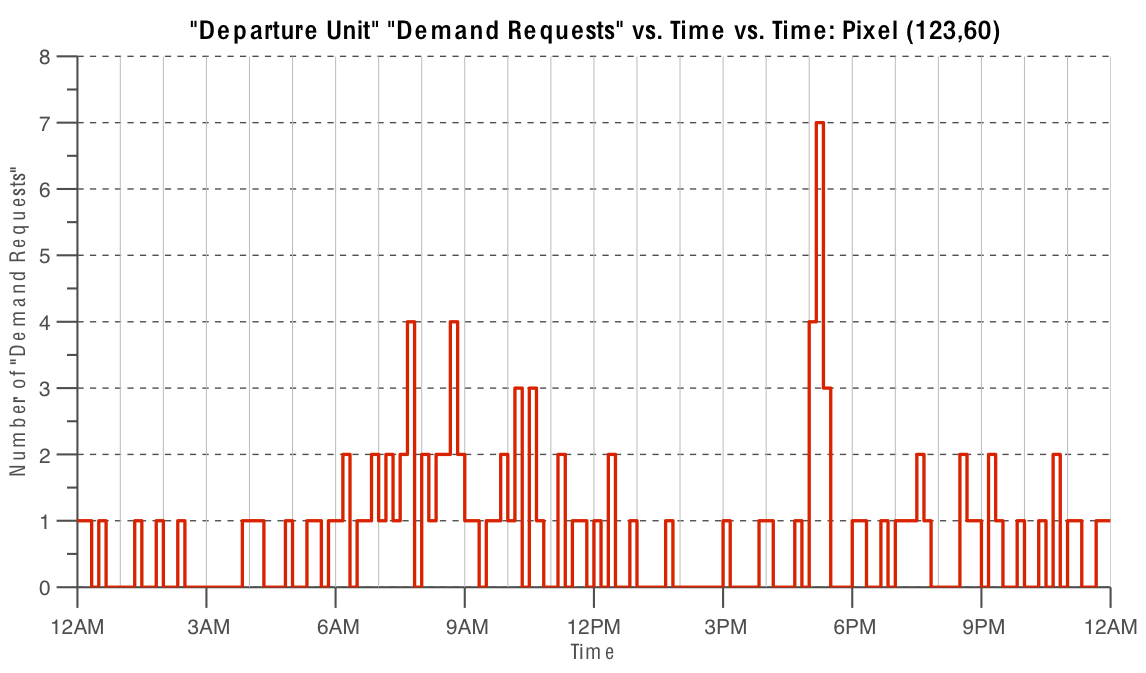 "Departure Unit" "Demand Requests" vs. Time vs. Time: Pixel (123,60)
8
7
6
5
4
3
2
1
0
Number of "Demand Requests"
12AM 3AM 6AM 9AM 12PM 3PM 6PM 9PM 12AM
Time